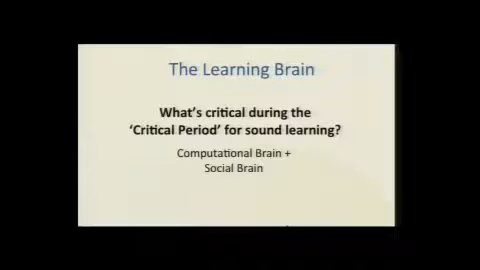 The Learning Brain
What's critical during the
'Critical Period' for sound learning?
Computational Brain +
Social Brain